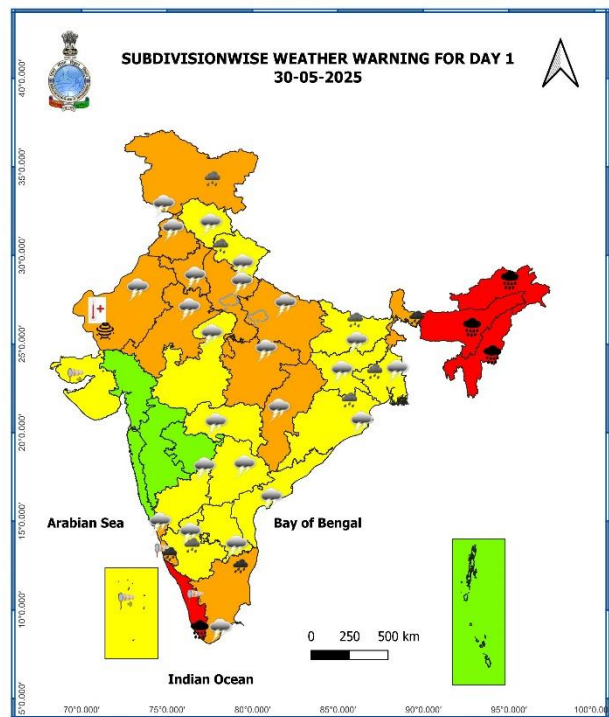 SUBDIVISIONWISE WEATHER WARNING FOR DAY 1
30-05-2025
40°0.000'
35°0.000'
30°0.000'
25°0.000'
20°0.000'
15°0.000'
10°0.000'
5°0.000'
Arabian Sea
Bay of Bengal
0 250 500 km
Indian Ocean
70°0.000' 75°0.000' 80°0.000' 85°0.000' 90°0.000' 95°0.000' 100°0.00